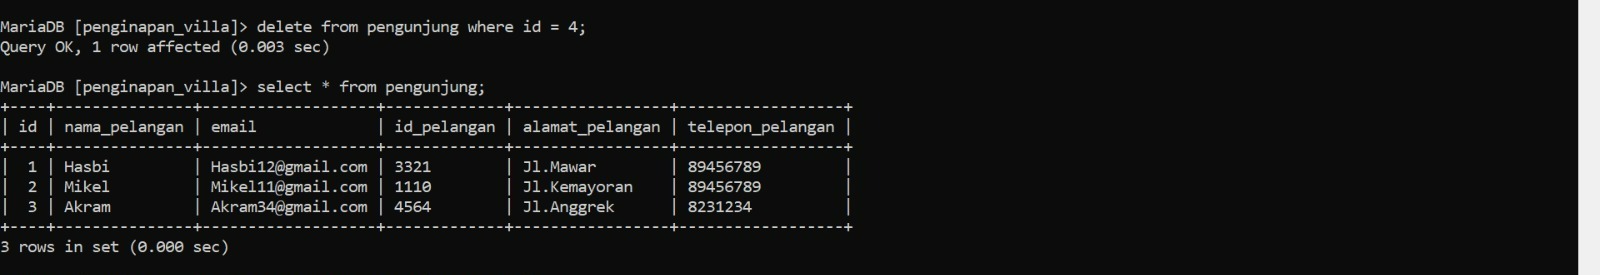 MariaDB [penginapan_villa]> delete from pengunjung where id = 4;
Query OK, 1 row affected (0.003 sec)
MariaDB [penginapan_villa]> select * from pengunjung;
+----+---------------+-------------------+-------------+-----------------+------------------+
| id | nama_pelangan | email             | id_pelangan | alamat_pelangan | telepon_pelangan |
+----+---------------+-------------------+-------------+-----------------+------------------+
|  1 | Hasbi         | Hasbi12@gmail.com | 3321        | Jl.Mawar        | 89456789         |
|  2 | Mikel         | Mikel11@gmail.com | 1110        | Jl.Kemayoran    | 89456789         |
|  3 | Akram         | Akram34@gmail.com | 4564        | Jl.Anggrek      | 8231234          |
+----+---------------+-------------------+-------------+-----------------+------------------+
3 rows in set (0.000 sec)